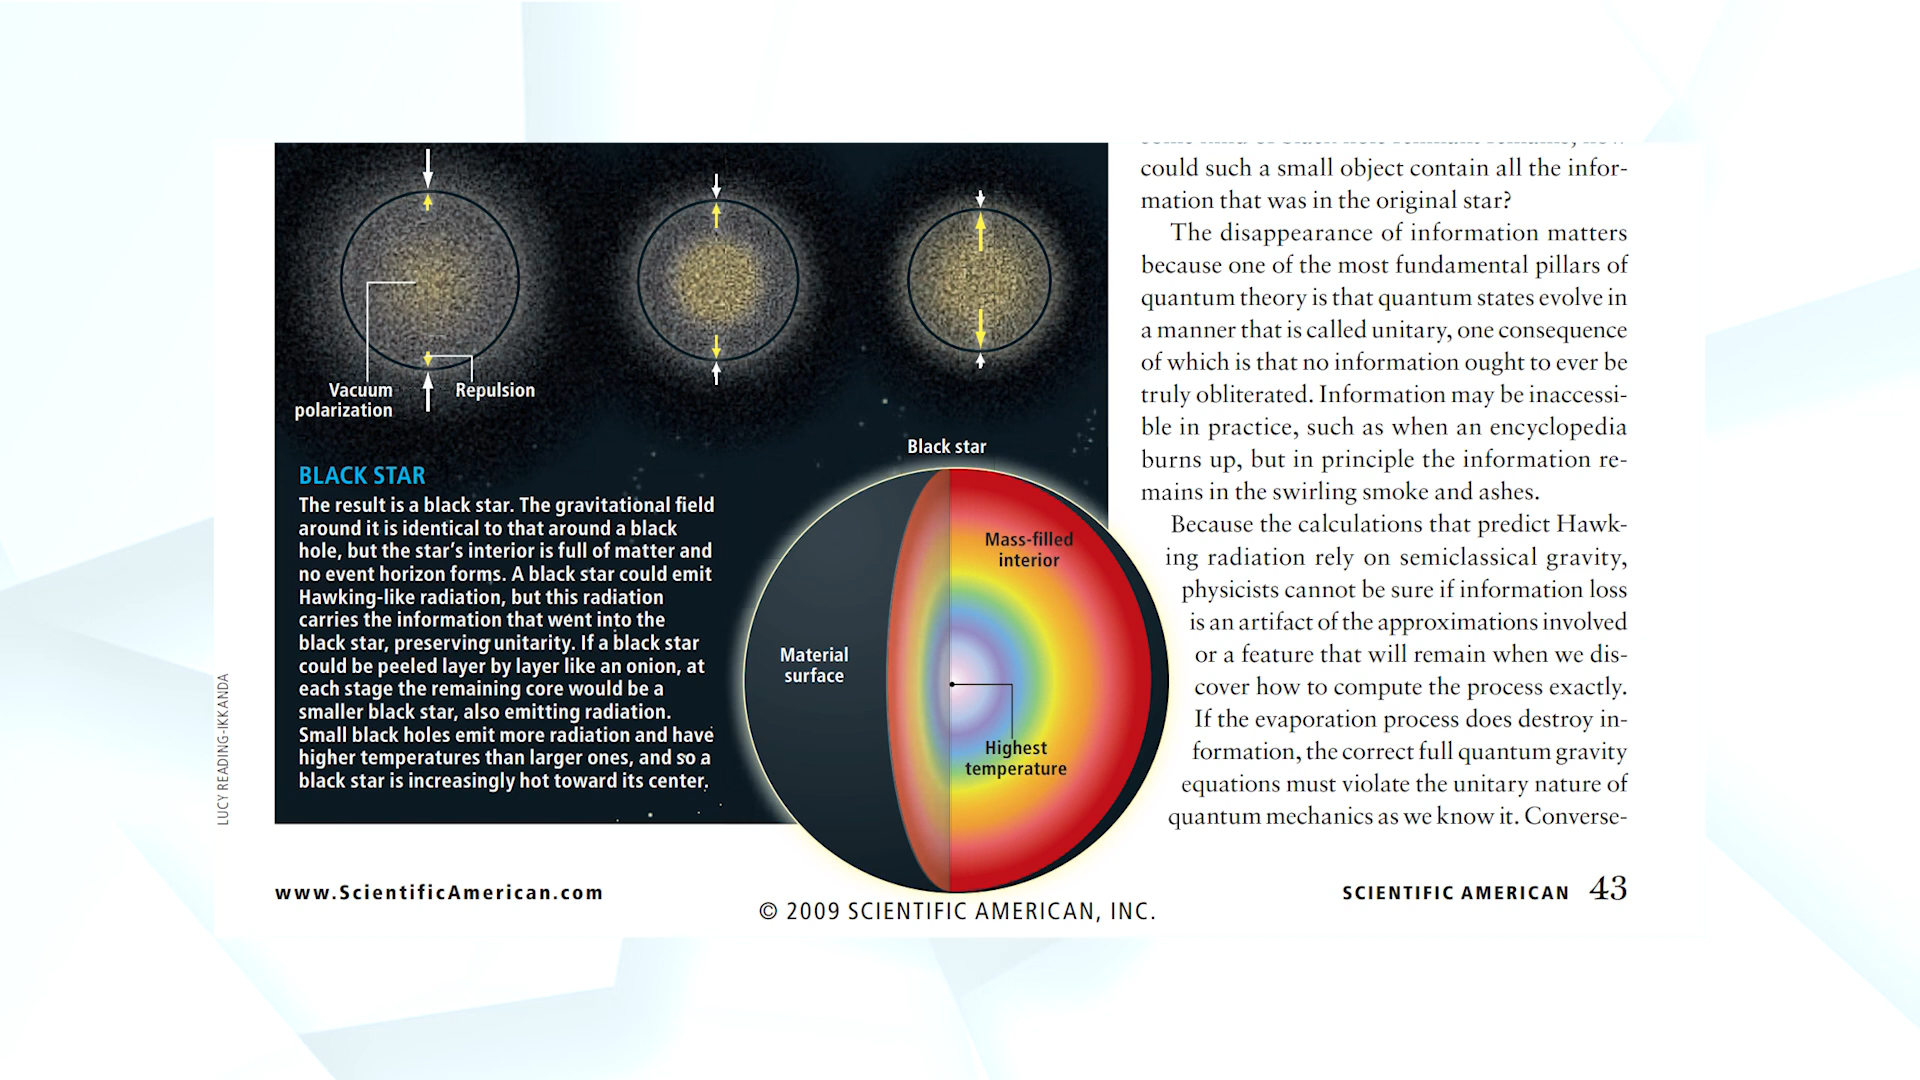 Vacuum
polarization
Repulsion
BLACK STAR
The result is a black star. The gravitational field
around it is identical to that around a black
hole, but the star’s interior is full of matter and
no event horizon forms. A black star could emit
Hawking-like radiation, but this radiation
carries the information that went into the
black star, preserving unitarity. If a black star
could be peeled layer by layer like an onion, at
each stage the remaining core would be a
smaller black star, also emitting radiation.
Small black holes emit more radiation and have
higher temperatures than larger ones, and so a
black star is increasingly hot toward its center.
Black star
Mass-filled
interior
Material
surface
Highest
temperature
LUCY READING-IKKANDA
could such a small object contain all the infor-
mation that was in the original star?
The disappearance of information matters
because one of the most fundamental pillars of
quantum theory is that quantum states evolve in
a manner that is called unitary, one consequence
of which is that no information ought to ever be
truly obliterated. Information may be inaccessi-
ble in practice, such as when an encyclopedia
burns up, but in principle the information re-
mains in the swirling smoke and ashes.
Because the calculations that predict Hawk-
ing radiation rely on semiclassical gravity,
physicists cannot be sure if information loss
is an artifact of the approximations involved
or a feature that will remain when we dis-
cover how to compute the process exactly.
If the evaporation process does destroy in-
formation, the correct full quantum gravity
equations must violate the unitary nature of
quantum mechanics as we know it. Converse-
www.ScientificAmerican.com
© 2009 SCIENTIFIC AMERICAN, INC.
SCIENTIFIC AMERICAN 43